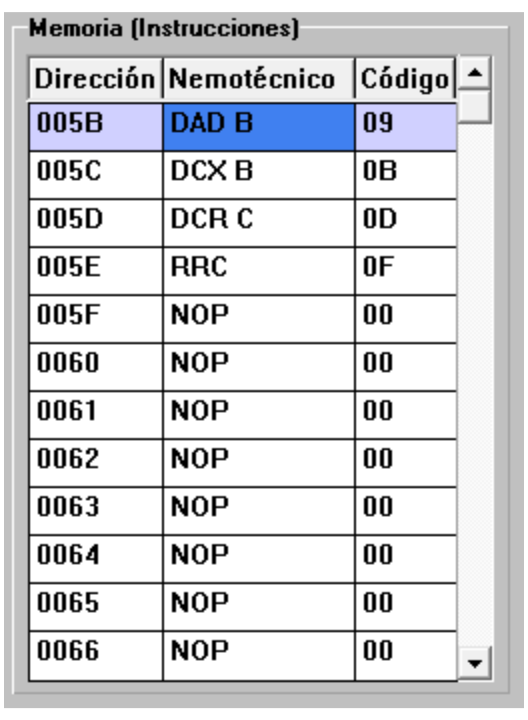 Memoria (Instrucciones)
Dirección Nemotécnico Código
005B DAD B 09
005C DCX B 0B
005D DCR C 0D
005E RRC 0F
005F NOP 00
0060 NOP 00
0061 NOP 00
0062 NOP 00
0063 NOP 00
0064 NOP 00
0065 NOP 00
0066 NOP 00